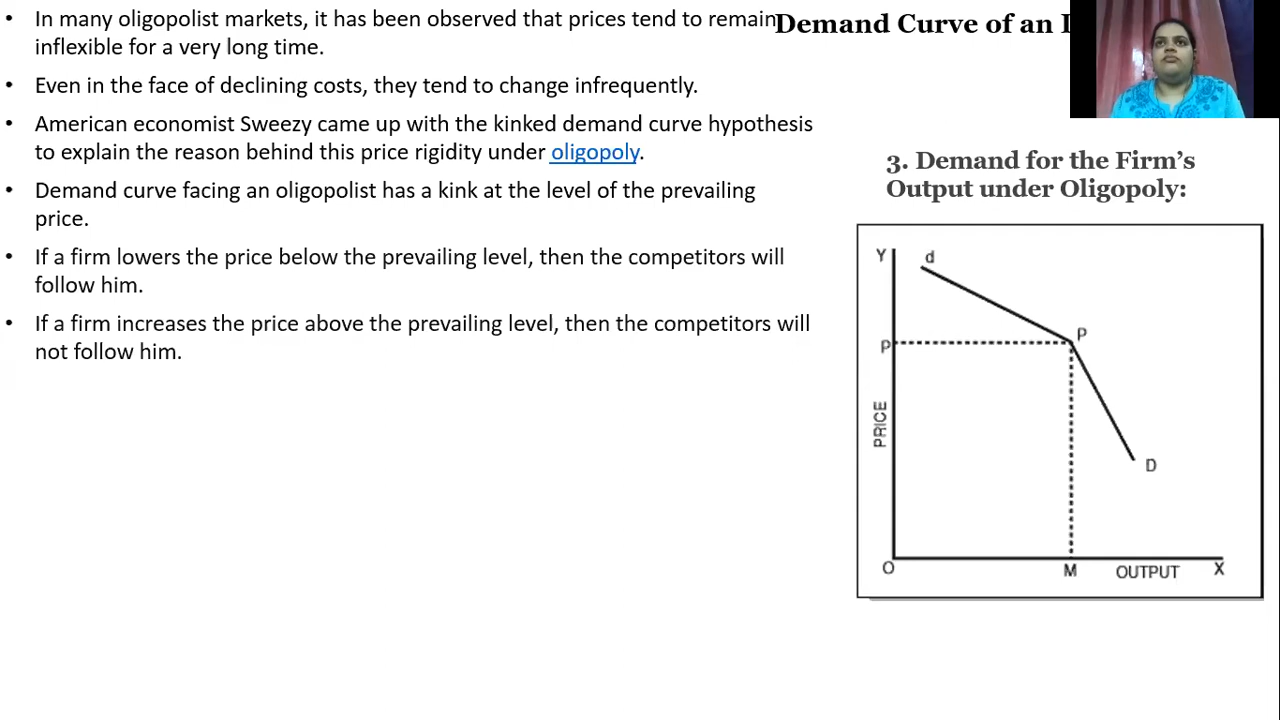 • In many oligopolist markets, it has been observed that prices tend to remain
inflexible for a very long time.
• Even in the face of declining costs, they tend to change infrequently.
• American economist Sweezy came up with the kinked demand curve hypothesis
to explain the reason behind this price rigidity under oligopoly.
• Demand curve facing an oligopolist has a kink at the level of the prevailing
price.
• If a firm lowers the price below the prevailing level, then the competitors will
follow him.
• If a firm increases the price above the prevailing level, then the competitors will
not follow him.
Demand Curve of an
3. Demand for the Firm's
Output under Oligopoly:
Y
d
P
P
PRICE
D
O
M
OUTPUT
X